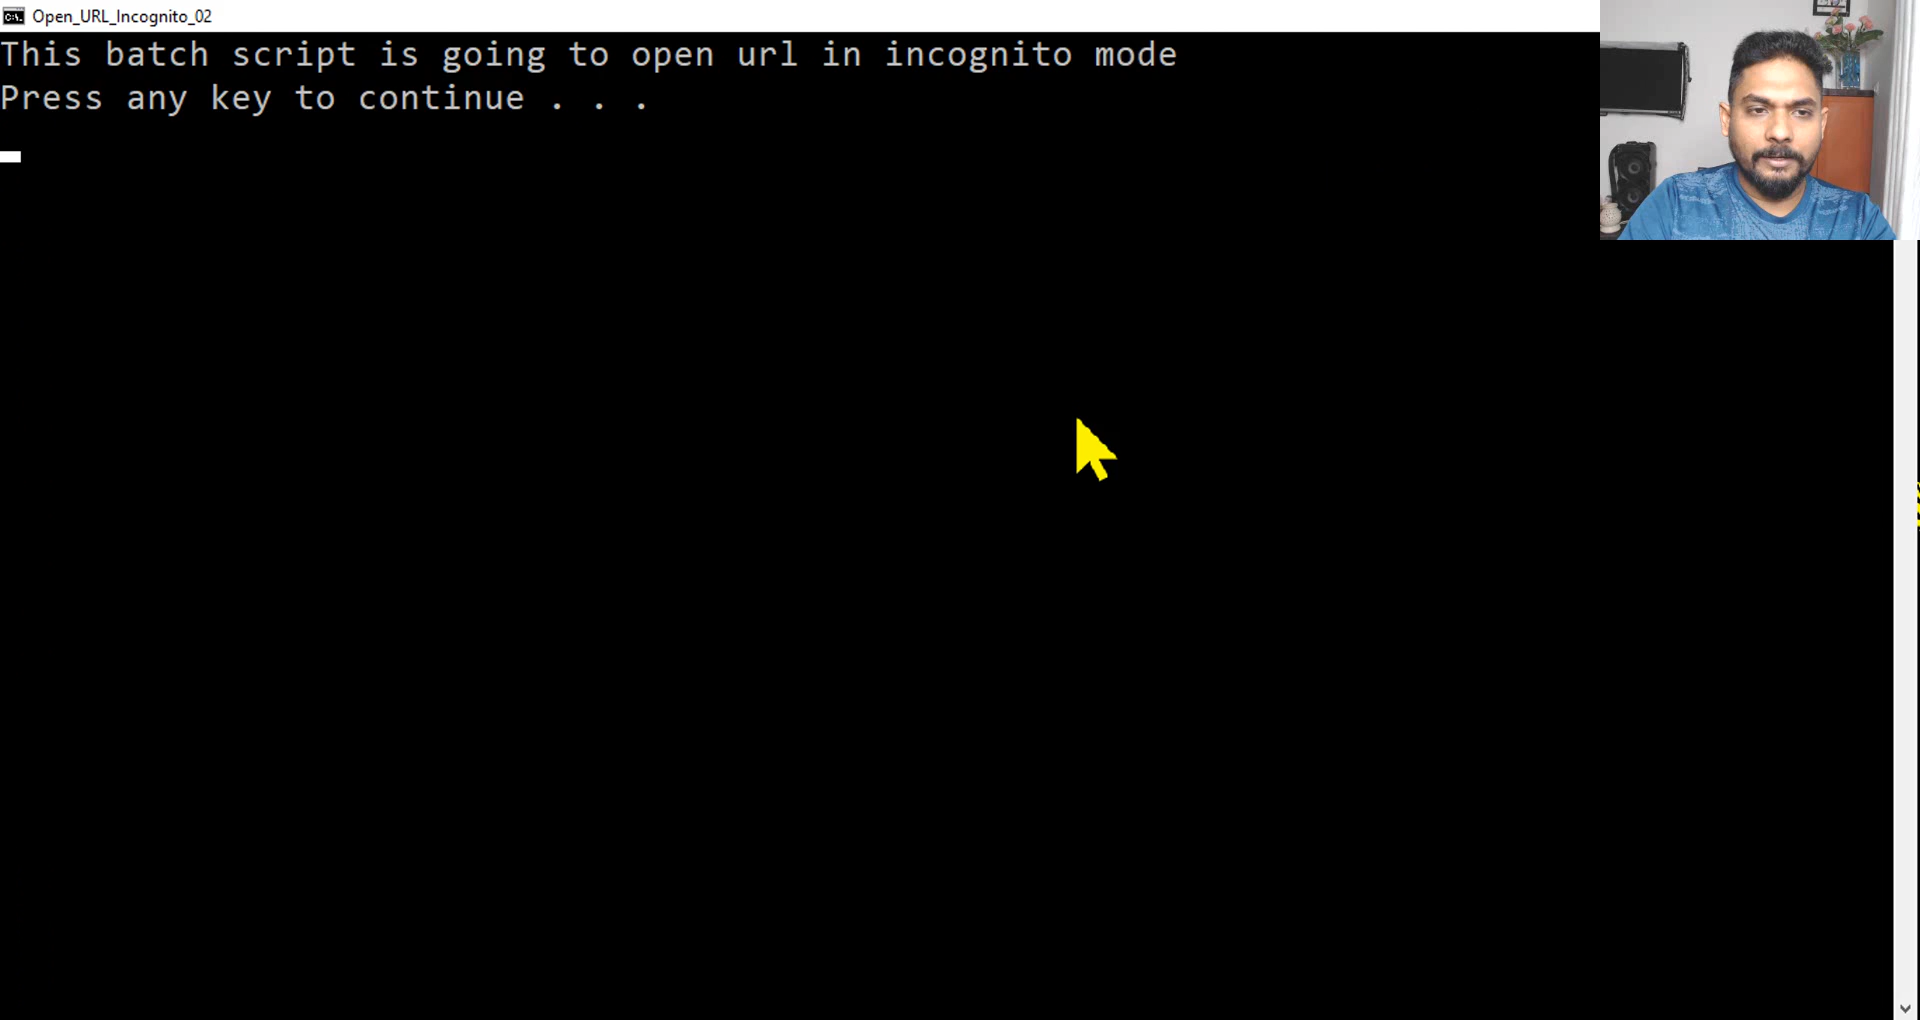 Open_URL_Incognito_02
This batch script is going to open url in incognito mode
Press any key to continue . . .